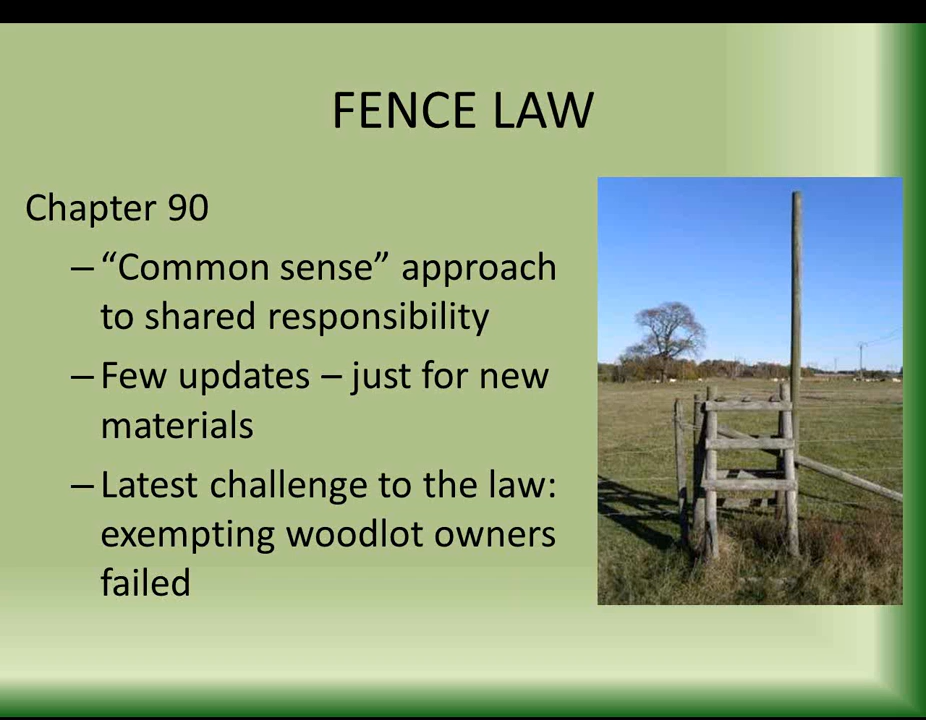 FENCE LAW
Chapter 90
– “Common sense” approach
to shared responsibility
– Few updates – just for new
materials
– Latest challenge to the law:
exempting woodlot owners
failed